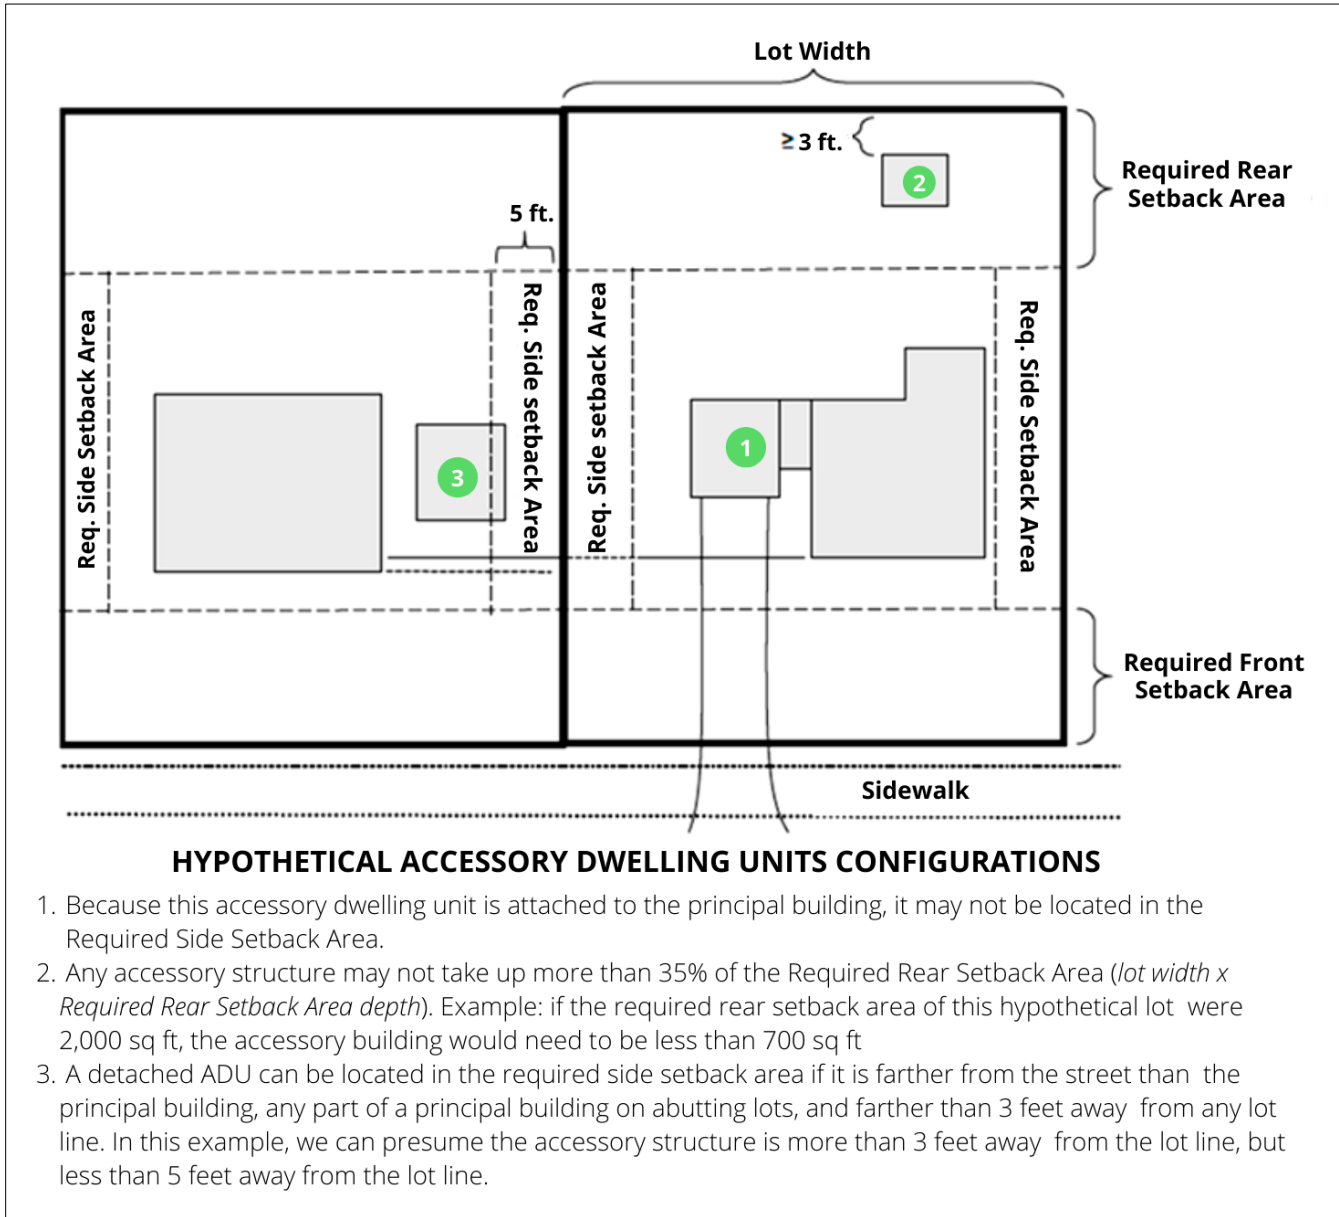 Lot Width
≥ 3 ft.
2
Required Rear
Setback Area
5 ft.
Req. Side Setback Area
Req. Side setback Area
Req. Side setback Area
Req. Side Setback Area
3
1
Required Front
Setback Area
Sidewalk
HYPOTHETICAL ACCESSORY DWELLING UNITS CONFIGURATIONS
1. Because this accessory dwelling unit is attached to the principal building, it may not be located in the
Required Side Setback Area.
2. Any accessory structure may not take up more than 35% of the Required Rear Setback Area (lot width x
Required Rear Setback Area depth). Example: if the required rear setback area of this hypothetical lot were
2,000 sq ft, the accessory building would need to be less than 700 sq ft
3. A detached ADU can be located in the required side setback area if it is farther from the street than the
principal building, any part of a principal building on abutting lots, and farther than 3 feet away from any lot
line. In this example, we can presume the accessory structure is more than 3 feet away from the lot line, but
less than 5 feet away from the lot line.